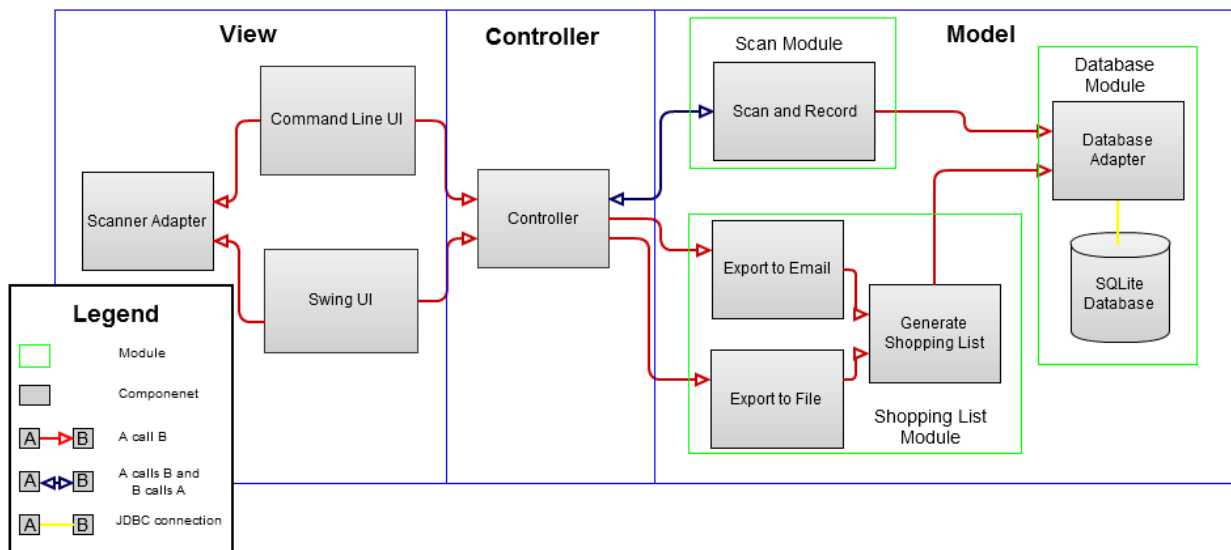 View
Controller
Model
Scan Module
Database
Module
Command Line UI
Scan and Record
Database
Adapter
Scanner Adapter
Controller
Export to Email
Swing UI
SQLite
Database
Generate
Shopping List
Export to File
Shopping List
Module
Legend
Module
Componenet
A B A call B
A B A calls B and
B calls A
A B JDBC connection